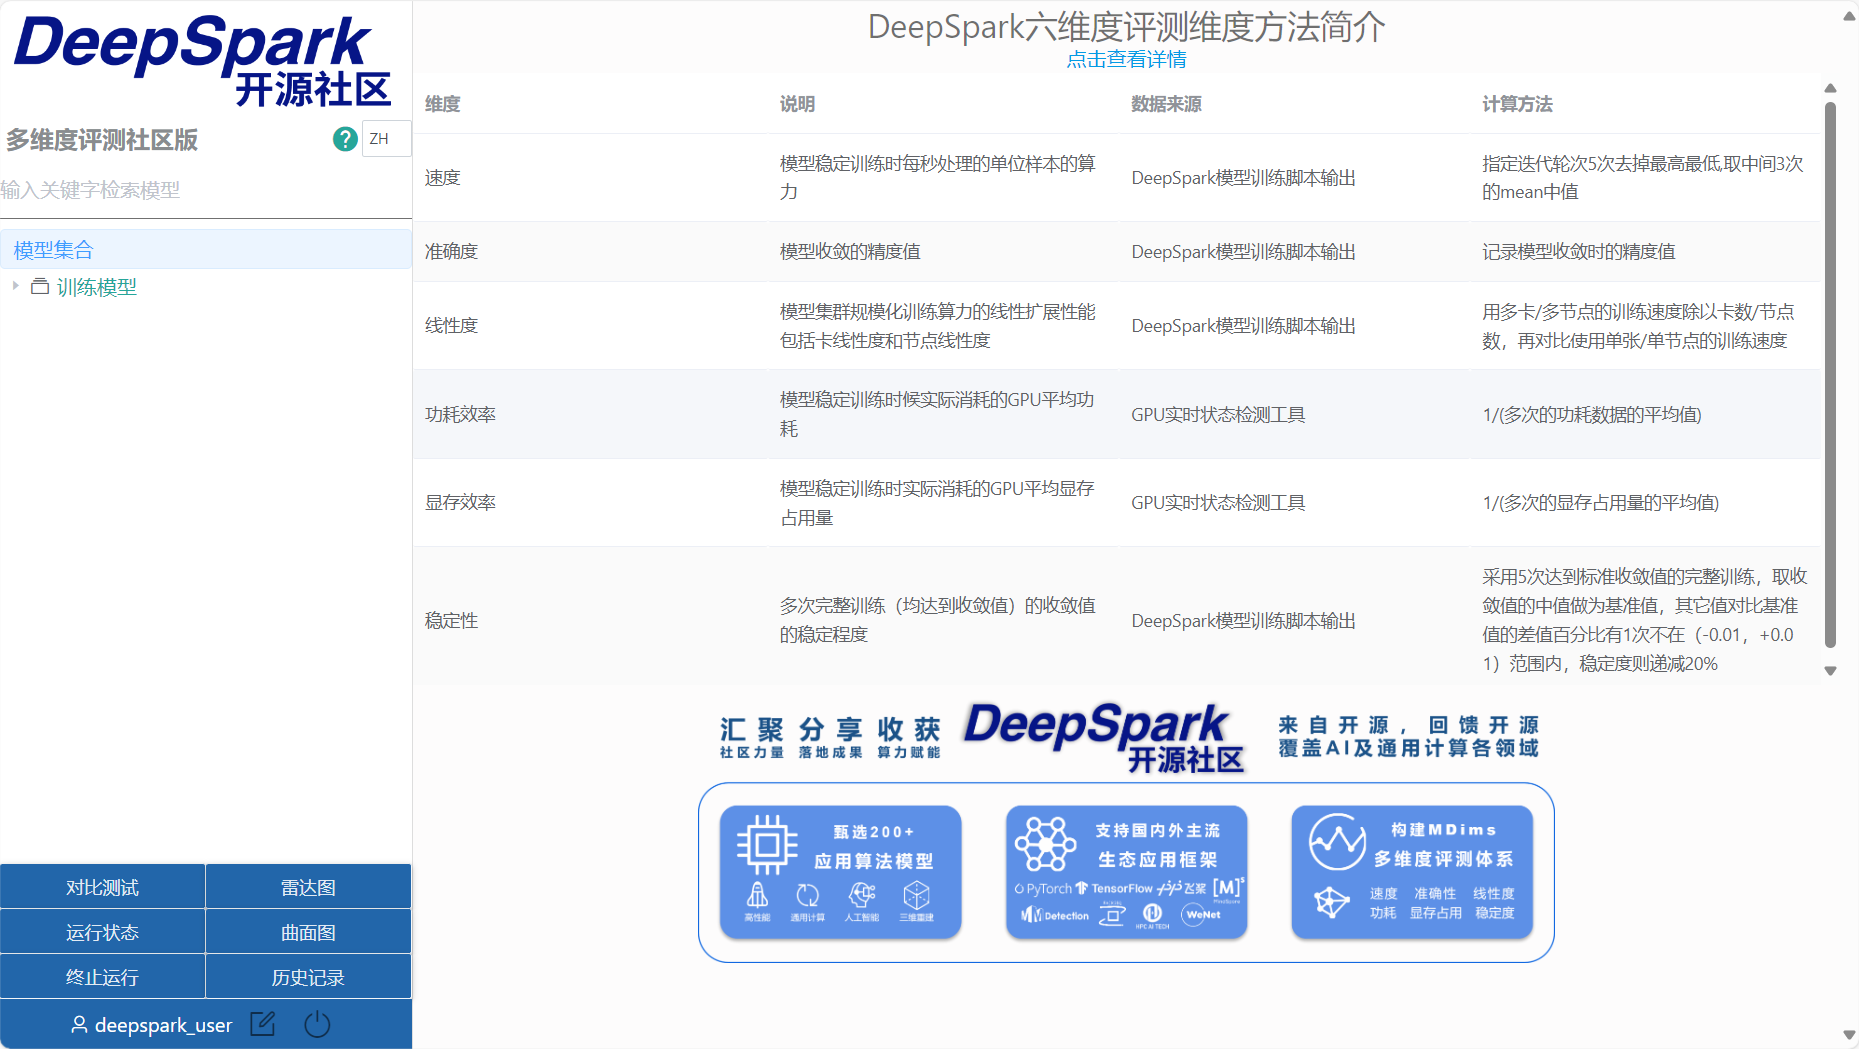 DeepSpark
开源社区
多维度评测社区版
?
ZH
输入关键字检索模型
模型集合
训练模型
对比测试
雷达图
运行状态
曲面图
终止运行
历史记录
deepspark_user
DeepSpark六维度评测维度方法简介
点击查看详情
维度
说明
数据来源
计算方法
速度
模型稳定训练时每秒处理的单位样本的算
力
DeepSpark模型训练脚本输出
指定迭代轮次5次去掉最高最低,取中间3次
的mean中值
准确度
模型收敛的精度值
DeepSpark模型训练脚本输出
记录模型收敛时的精度值
线性度
模型集群规模化训练算力的线性扩展性能
包括卡线性度和节点线性度
DeepSpark模型训练脚本输出
用多卡/多节点的训练速度除以卡数/节点
数，再对比使用单张/单节点的训练速度
功耗效率
模型稳定训练时候实际消耗的GPU平均功
耗
GPU实时状态检测工具
1/(多次的功耗数据的平均值)
显存效率
模型稳定训练时实际消耗的GPU平均显存
占用量
GPU实时状态检测工具
1/(多次的显存占用量的平均值)
稳定性
多次完整训练（均达到收敛值）的收敛值
的稳定程度
DeepSpark模型训练脚本输出
采用5次达到标准收敛值的完整训练，取收
敛值的中值做为基准值，其它值对比基准
值的差值百分比有1次不在（-0.01，+0.0
1）范围内，稳定度则递减20%
汇聚 分享 收获
社区力量 落地成果 算力赋能
DeepSpark
开源社区
来自开源，回馈开源
覆盖AI及通用计算各领域
甄选200+
应用算法模型
高性能 通用计算 人工智能 三维重建
支持国内外主流
生态应用框架
PyTorch TensorFlow 飞桨 [M]s
MindSpore
MM Detection
HPC AI TECH
WeNet
构建MDims
多维度评测体系
速度 准确性 线性度
功耗 显存占用 稳定度